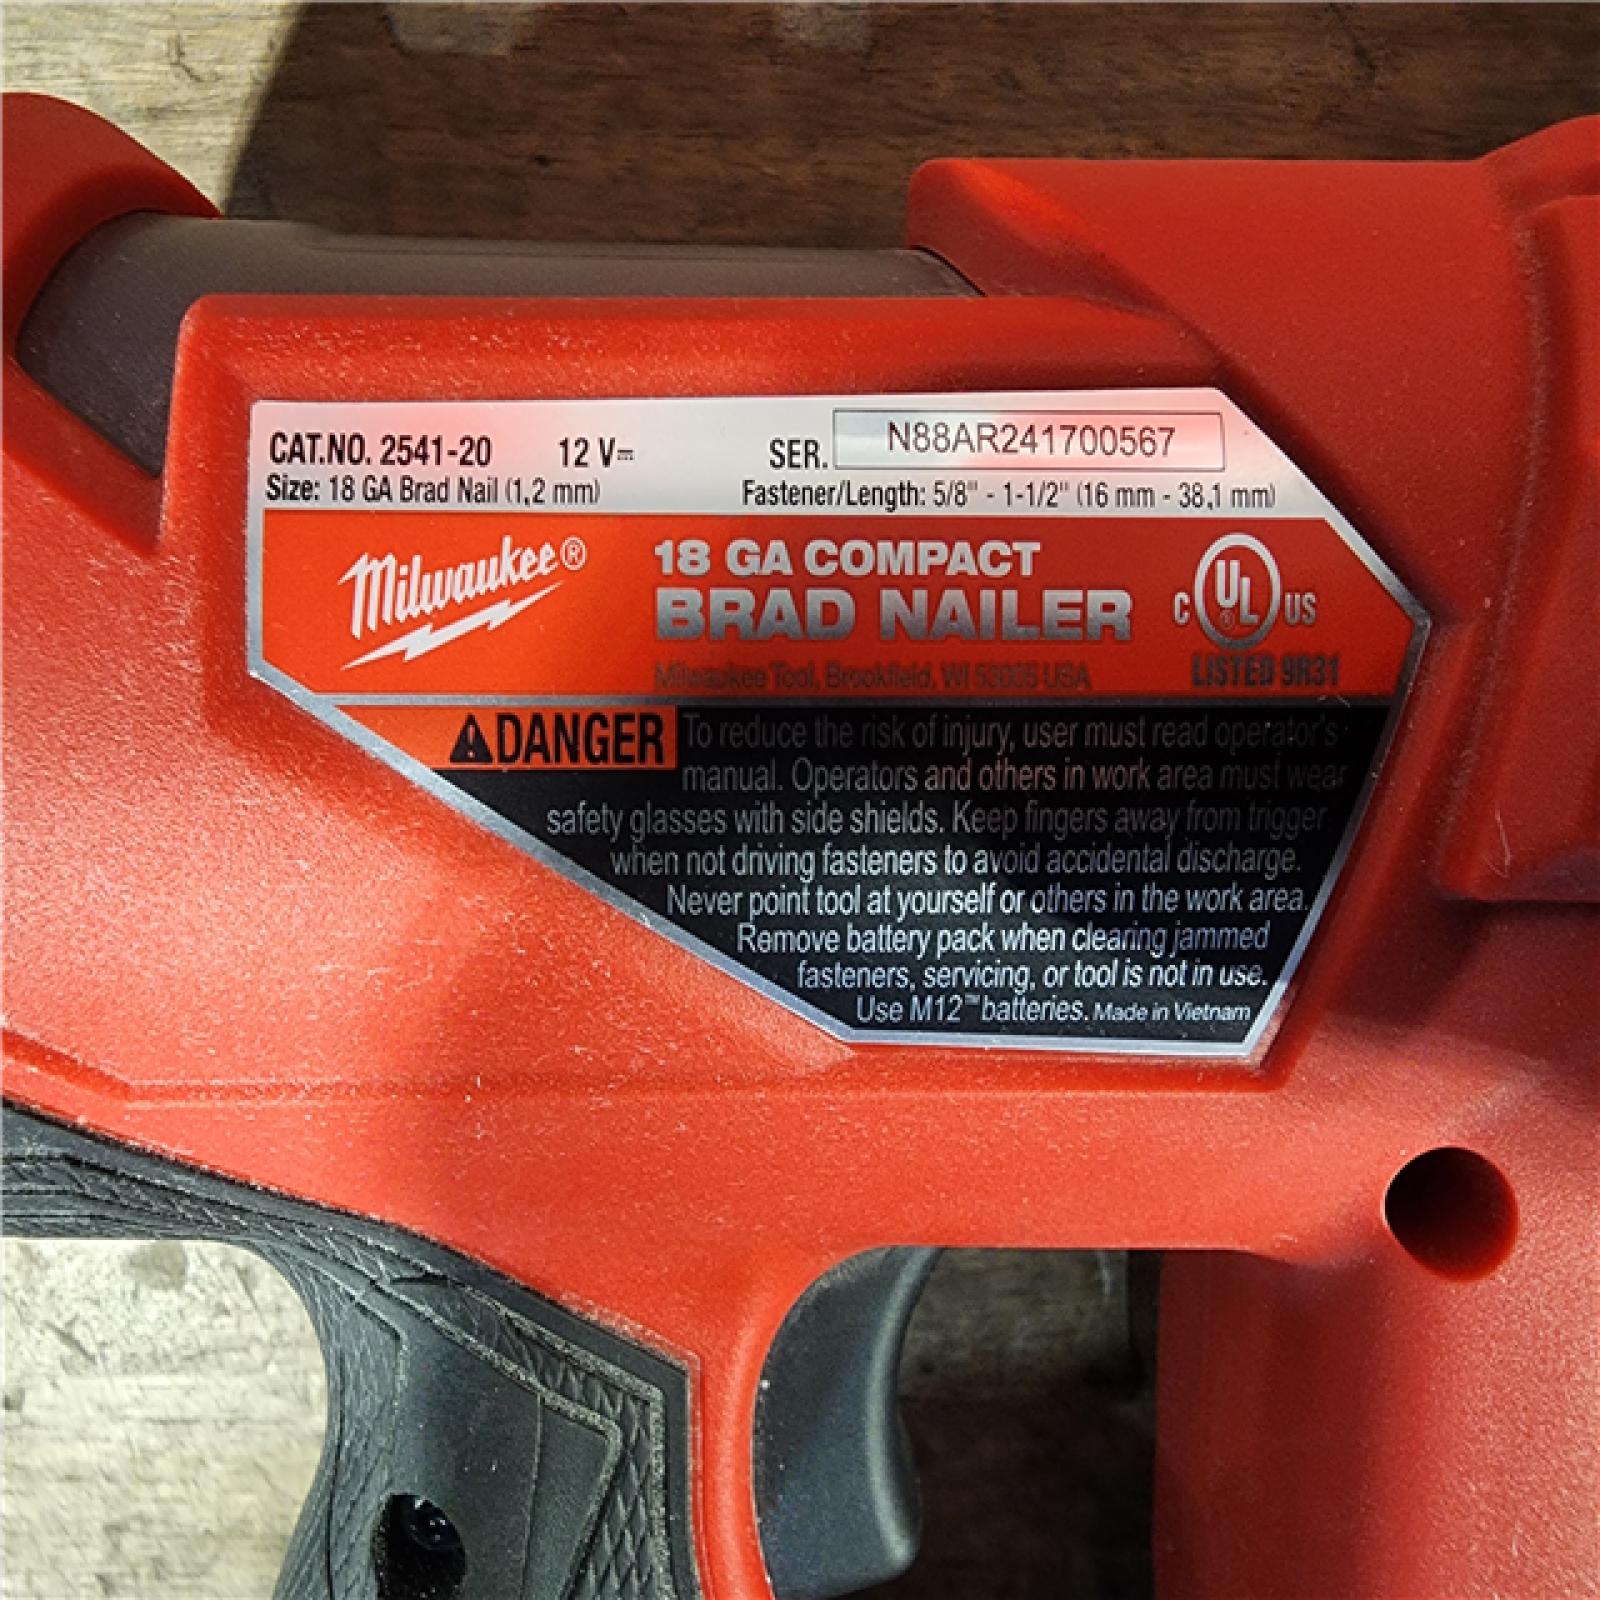 CAT.NO. 2541-20 12 V⎓ SER. N88AR241700567
Size: 18 GA Brad Nail (1,2 mm) Fastener/Length: 5/8" - 1-1/2" (16 mm - 38,1 mm)
Milwaukee®
18 GA COMPACT
BRAD NAILER
C UL® US
LISTED 9R31
Milwaukee Tool, Brookfield, WI 53005 USA
⚠DANGER To reduce the risk of injury, user must read operator's
manual. Operators and others in work area must wear
safety glasses with side shields. Keep fingers away from trigger
when not driving fasteners to avoid accidental discharge.
Never point tool at yourself or others in the work area.
Remove battery pack when clearing jammed
fasteners, servicing, or tool is not in use.
Use M12™ batteries. Made in Vietnam